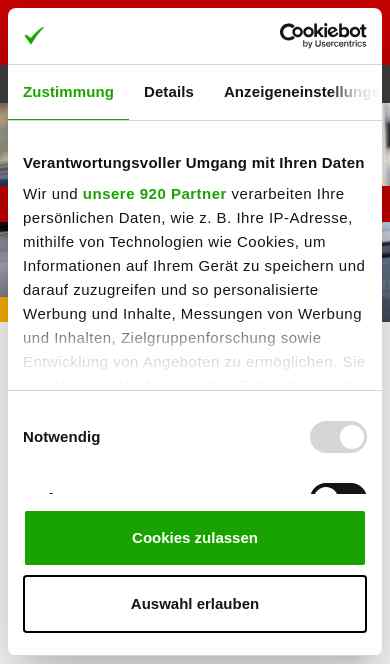 Cookiebot
by Usercentrics
Zustimmung
Details
Anzeigeneinstellunge
Verantwortungsvoller Umgang mit Ihren Daten
Wir und unsere 920 Partner verarbeiten Ihre
persönlichen Daten, wie z. B. Ihre IP-Adresse,
mithilfe von Technologien wie Cookies, um
Informationen auf Ihrem Gerät zu speichern und
darauf zuzugreifen und so personalisierte
Werbung und Inhalte, Messungen von Werbung
und Inhalten, Zielgruppenforschung sowie
Entwicklung von Angeboten zu ermöglichen. Sie
Notwendig
Cookies zulassen
Auswahl erlauben